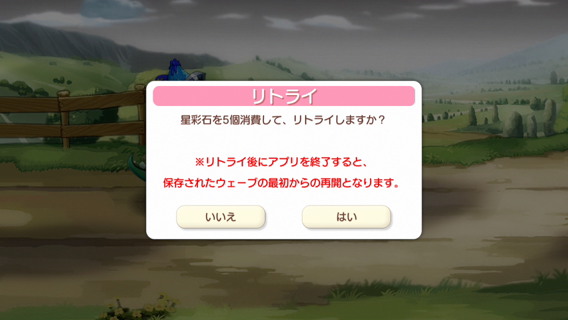 リトライ
星彩石を5個消費して、リトライしますか？
※リトライ後にアプリを終了すると、
保存されたウェーブの最初からの再開となります。
いいえ
はい